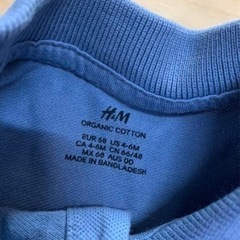 H&M
ORGANIC COTTON
EUR 68 US 4-6M
CA 4-6M CN 66/48
MX 68 AUS 00
MADE IN BANGLADESH